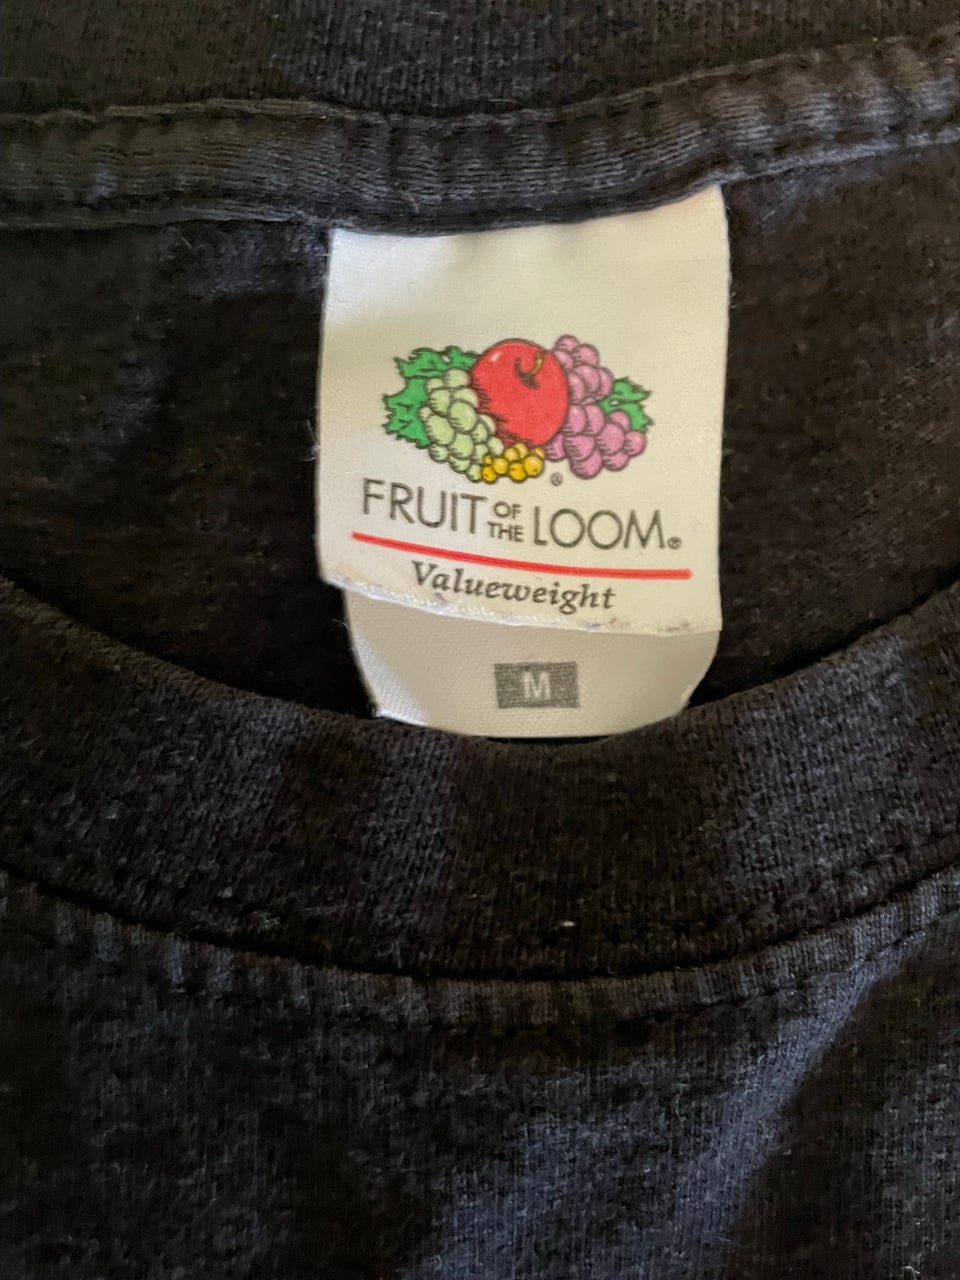 ®
FRUIT OF THE LOOM®
Valueweight
M